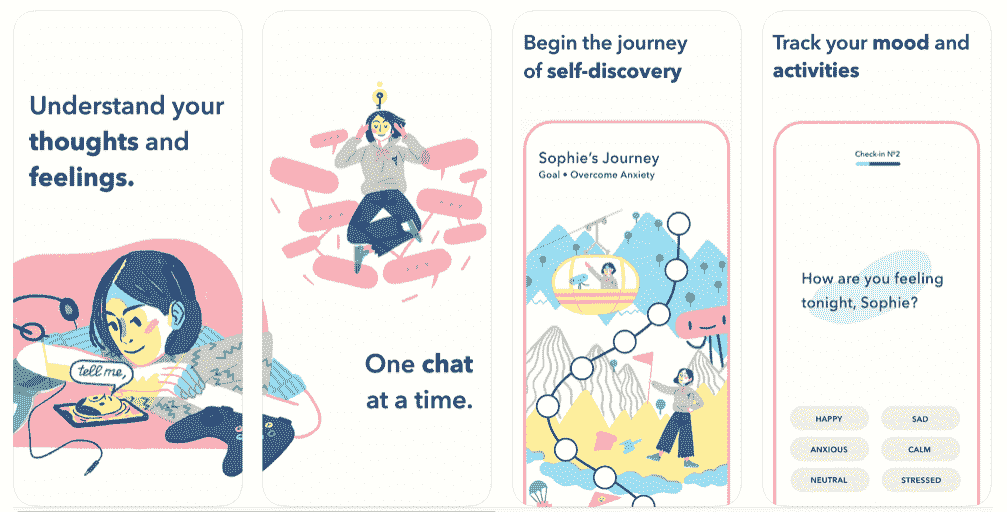 Understand your
thoughts and
feelings.
tell me,
One chat
at a time.
Begin the journey
of self-discovery
Sophie's Journey
Goal • Overcome Anxiety
Track your mood and
activities
Check-in Nº2
How are you feeling
tonight, Sophie?
HAPPY
SAD
ANXIOUS
CALM
NEUTRAL
STRESSED